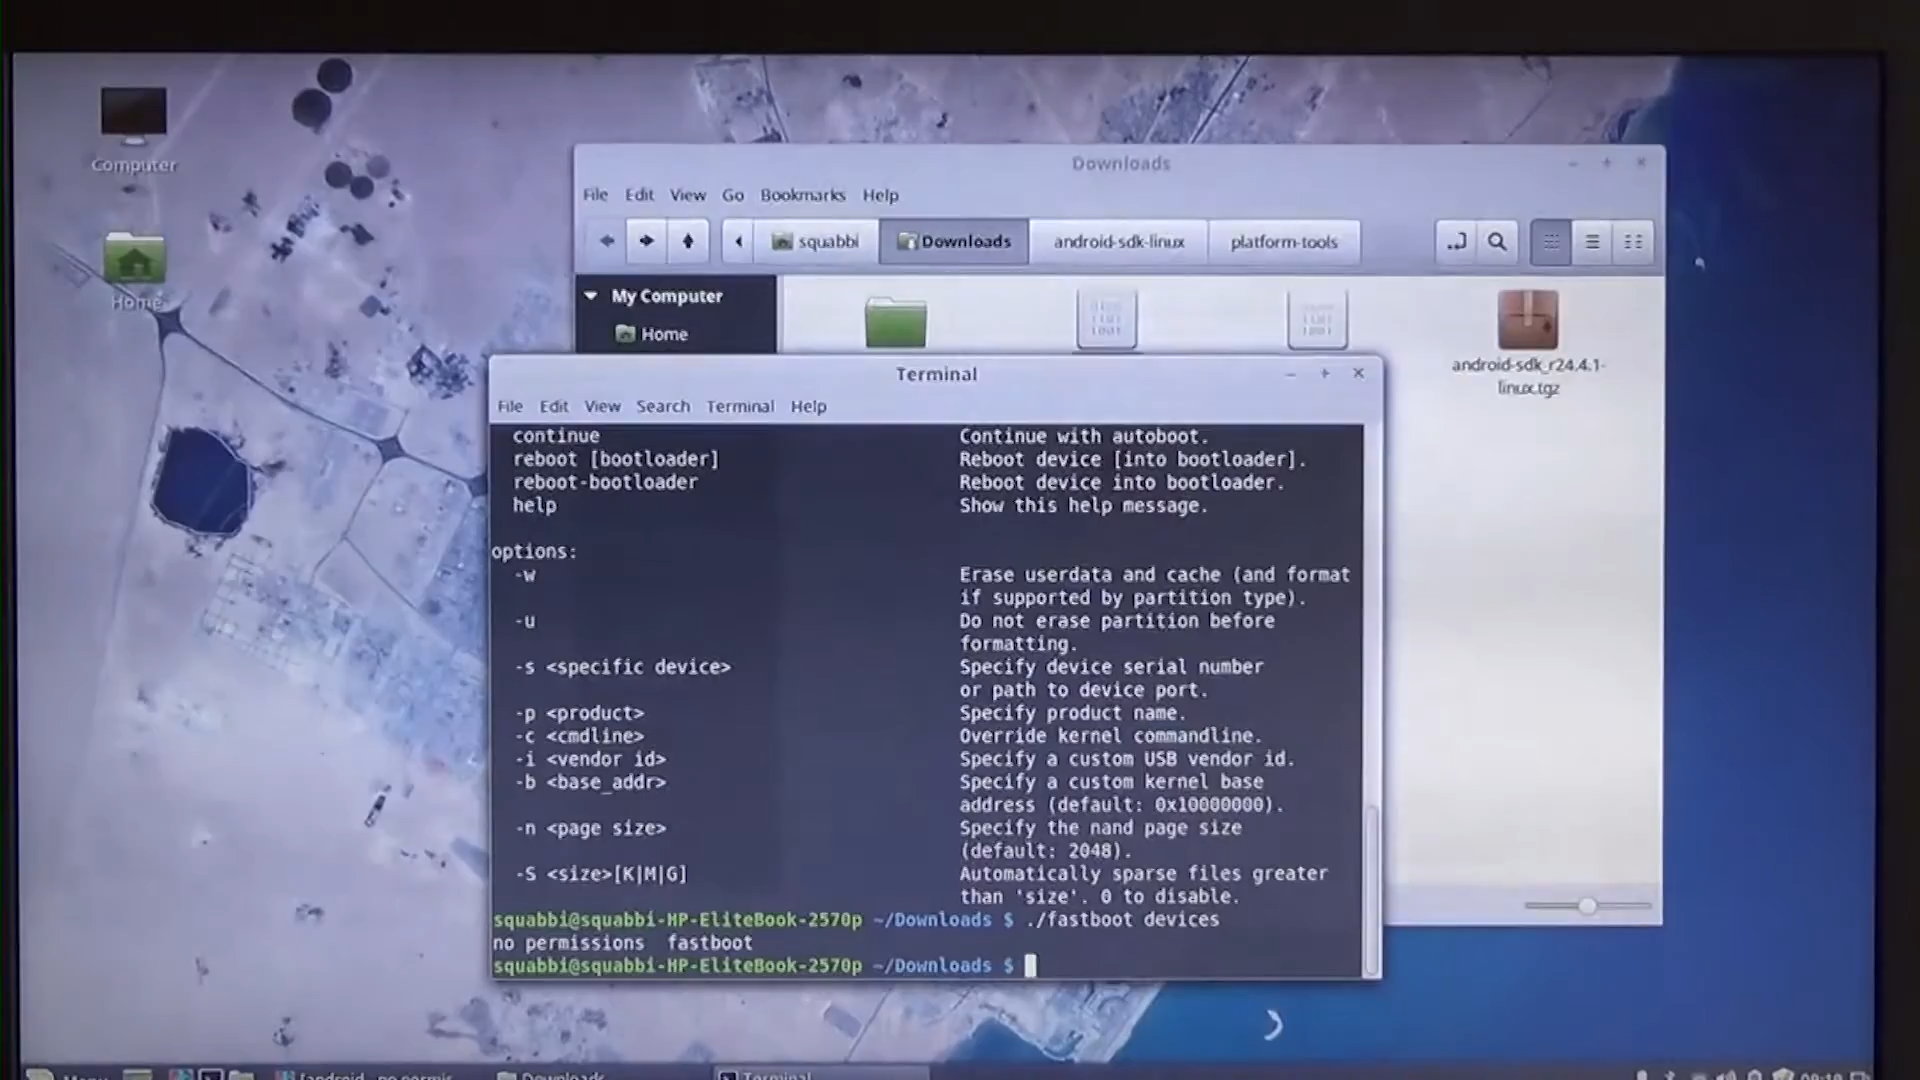 Computer
Home
Downloads
File Edit View Go Bookmarks Help
squabbi Downloads android-sdk-linux platform-tools
My Computer
Home
android-sdk_r24.4.1-
linux.tgz
Terminal
File Edit View Search Terminal Help
continue Continue with autoboot.
reboot [bootloader] Reboot device [into bootloader].
reboot-bootloader Reboot device into bootloader.
help Show this help message.
options:
-w Erase userdata and cache (and format
if supported by partition type).
-u Do not erase partition before
formatting.
-s <specific device> Specify device serial number
or path to device port.
-p <product> Specify product name.
-c <cmdline> Override kernel commandline.
-i <vendor id> Specify a custom USB vendor id.
-b <base_addr> Specify a custom kernel base
address (default: 0x10000000).
-n <page size> Specify the nand page size
(default: 2048).
-S <size>[K|M|G] Automatically sparse files greater
than 'size'. 0 to disable.
squabbi@squabbi-HP-EliteBook-2570p ~/Downloads $ ./fastboot devices
no permissions fastboot
squabbi@squabbi-HP-EliteBook-2570p ~/Downloads $
Menu Downloads Terminal